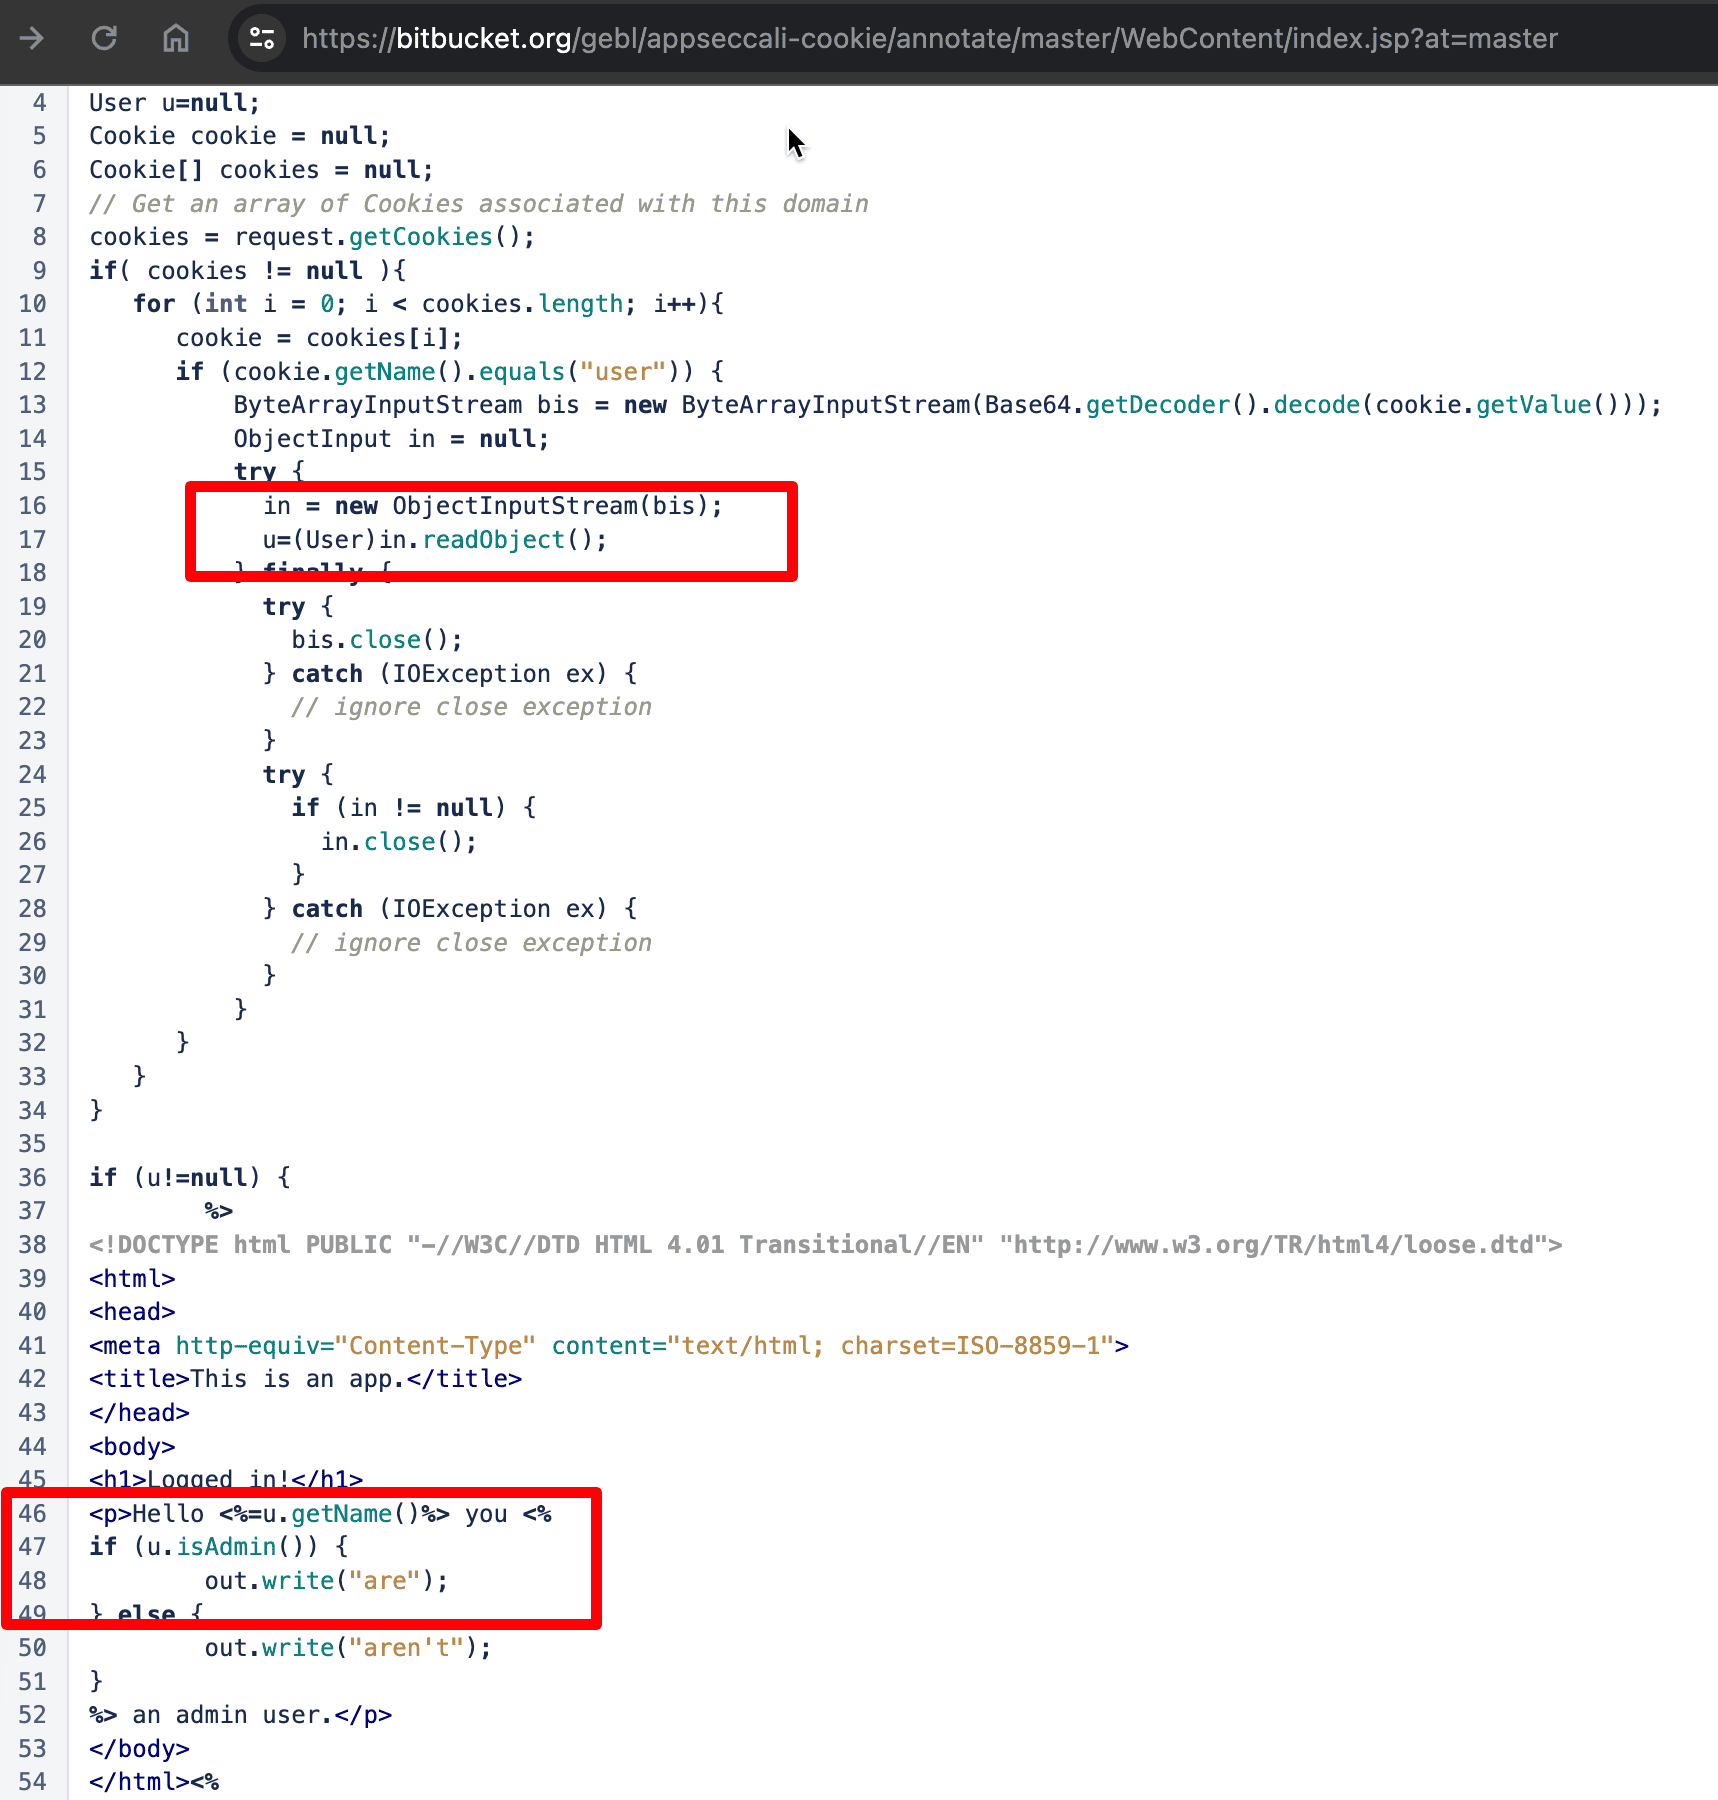 https://bitbucket.org/gebl/appseccali-cookie/annotate/master/WebContent/index.jsp?at=master
4 User u=null;
5 Cookie cookie = null;
6 Cookie[] cookies = null;
7 // Get an array of Cookies associated with this domain
8 cookies = request.getCookies();
9 if( cookies != null ){
10    for (int i = 0; i < cookies.length; i++){
11       cookie = cookies[i];
12       if (cookie.getName().equals("user")) {
13           ByteArrayInputStream bis = new ByteArrayInputStream(Base64.getDecoder().decode(cookie.getValue()));
14           ObjectInput in = null;
15           try {
16             in = new ObjectInputStream(bis);
17             u=(User)in.readObject();
18           } finally {
19             try {
20               bis.close();
21             } catch (IOException ex) {
22               // ignore close exception
23             }
24             try {
25               if (in != null) {
26                 in.close();
27               }
28             } catch (IOException ex) {
29               // ignore close exception
30             }
31           }
32       }
33    }
34 }
35
36 if (u!=null) {
37         %>
38 <!DOCTYPE html PUBLIC "-//W3C//DTD HTML 4.01 Transitional//EN" "http://www.w3.org/TR/html4/loose.dtd">
39 <html>
40 <head>
41 <meta http-equiv="Content-Type" content="text/html; charset=ISO-8859-1">
42 <title>This is an app.</title>
43 </head>
44 <body>
45 <h1>Logged in!</h1>
46 <p>Hello <%=u.getName()%> you <%
47 if (u.isAdmin()) {
48         out.write("are");
49 } else {
50         out.write("aren't");
51 }
52 %> an admin user.</p>
53 </body>
54 </html><%